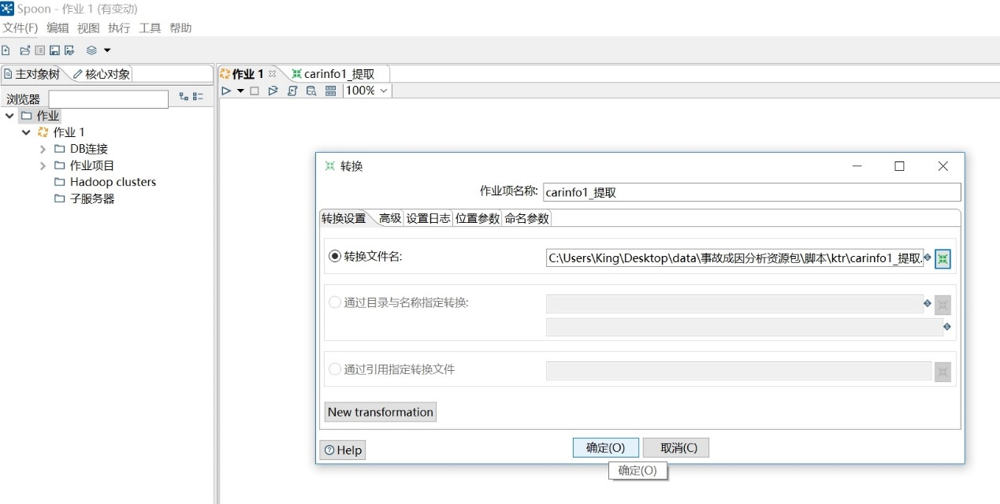 Spoon - 作业 1 (有变动)
文件(F) 编辑 视图 执行 工具 帮助
主对象树 核心对象
作业 1 carinfo1_提取
100%
浏览器
作业
作业 1
DB连接
作业项目
Hadoop clusters
子服务器
转换
作业项名称: carinfo1_提取
转换设置 高级 设置日志 位置参数 命名参数
转换文件名: C:\Users\King\Desktop\data\事故成因分析资源包\脚本\ktr\carinfo1_提取.
通过目录与名称指定转换:
通过引用指定转换文件
New transformation
Help 确定(O) 取消(C)
确定(O)